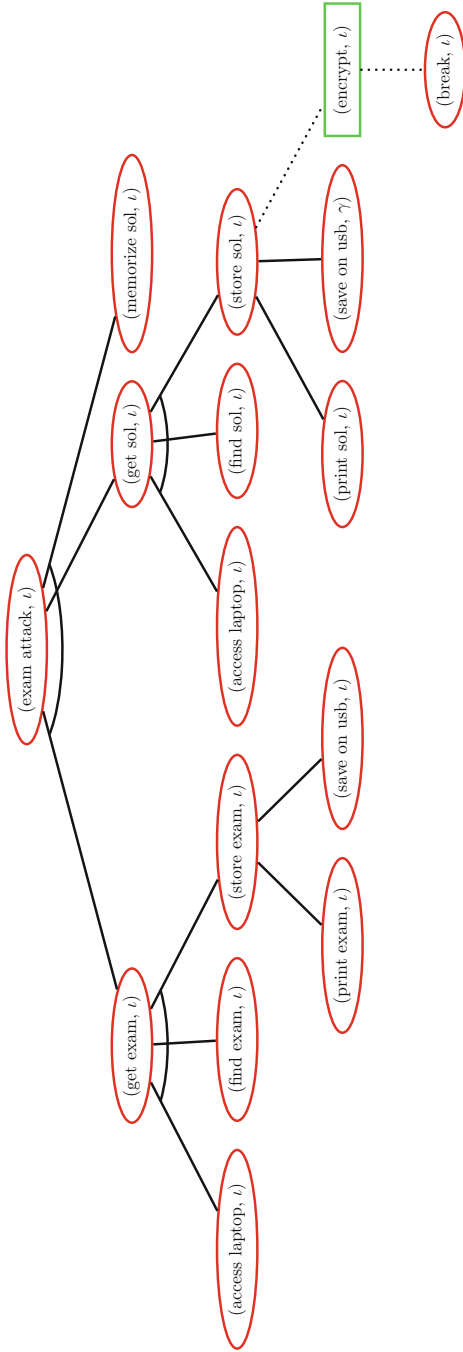 (exam attack, ι)
(get exam, ι)
(get sol, ι)
(memorize sol, ι)
(access laptop, ι)
(find exam, ι)
(store exam, ι)
(access laptop, ι)
(find sol, ι)
(store sol, ι)
(print exam, ι)
(save on usb, ι)
(print sol, ι)
(save on usb, γ)
(encrypt, ι)
(break, ι)